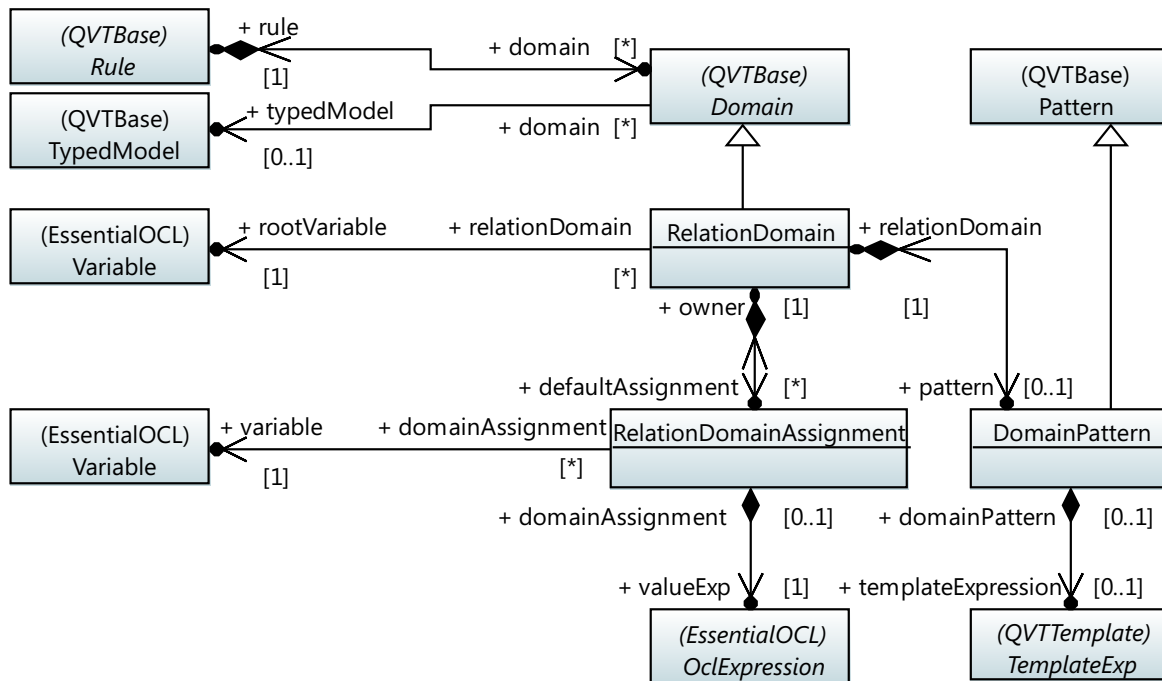 (QVTBase)
Rule
+ rule
[1]
+ domain [*]
(QVTBase)
Domain
(QVTBase)
Pattern
(QVTBase)
TypedModel
+ typedModel
[0..1]
+ domain [*]
(EssentialOCL)
Variable
+ rootVariable
[1]
+ relationDomain
[*]
RelationDomain
+ relationDomain
[1]
+ owner [1]
+ defaultAssignment [*]
+ pattern [0..1]
(EssentialOCL)
Variable
+ variable
[1]
+ domainAssignment
[*]
RelationDomainAssignment
DomainPattern
+ domainAssignment [0..1]
+ domainPattern [0..1]
+ valueExp [1]
+ templateExpression [0..1]
(EssentialOCL)
OclExpression
(QVTTemplate)
TemplateExp